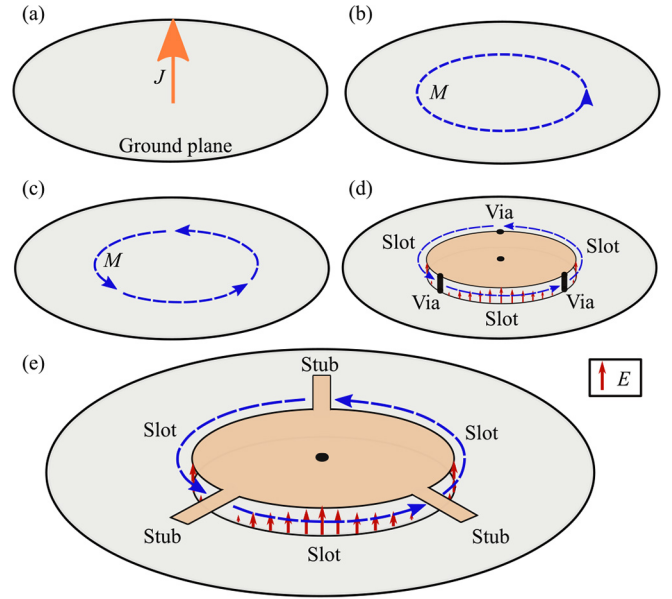 (a)
J
Ground plane
(b)
M
(c)
M
(d)
Via
Slot
Slot
Via
Via
Slot
(e)
Stub
E
Slot
Slot
Stub
Stub
Slot